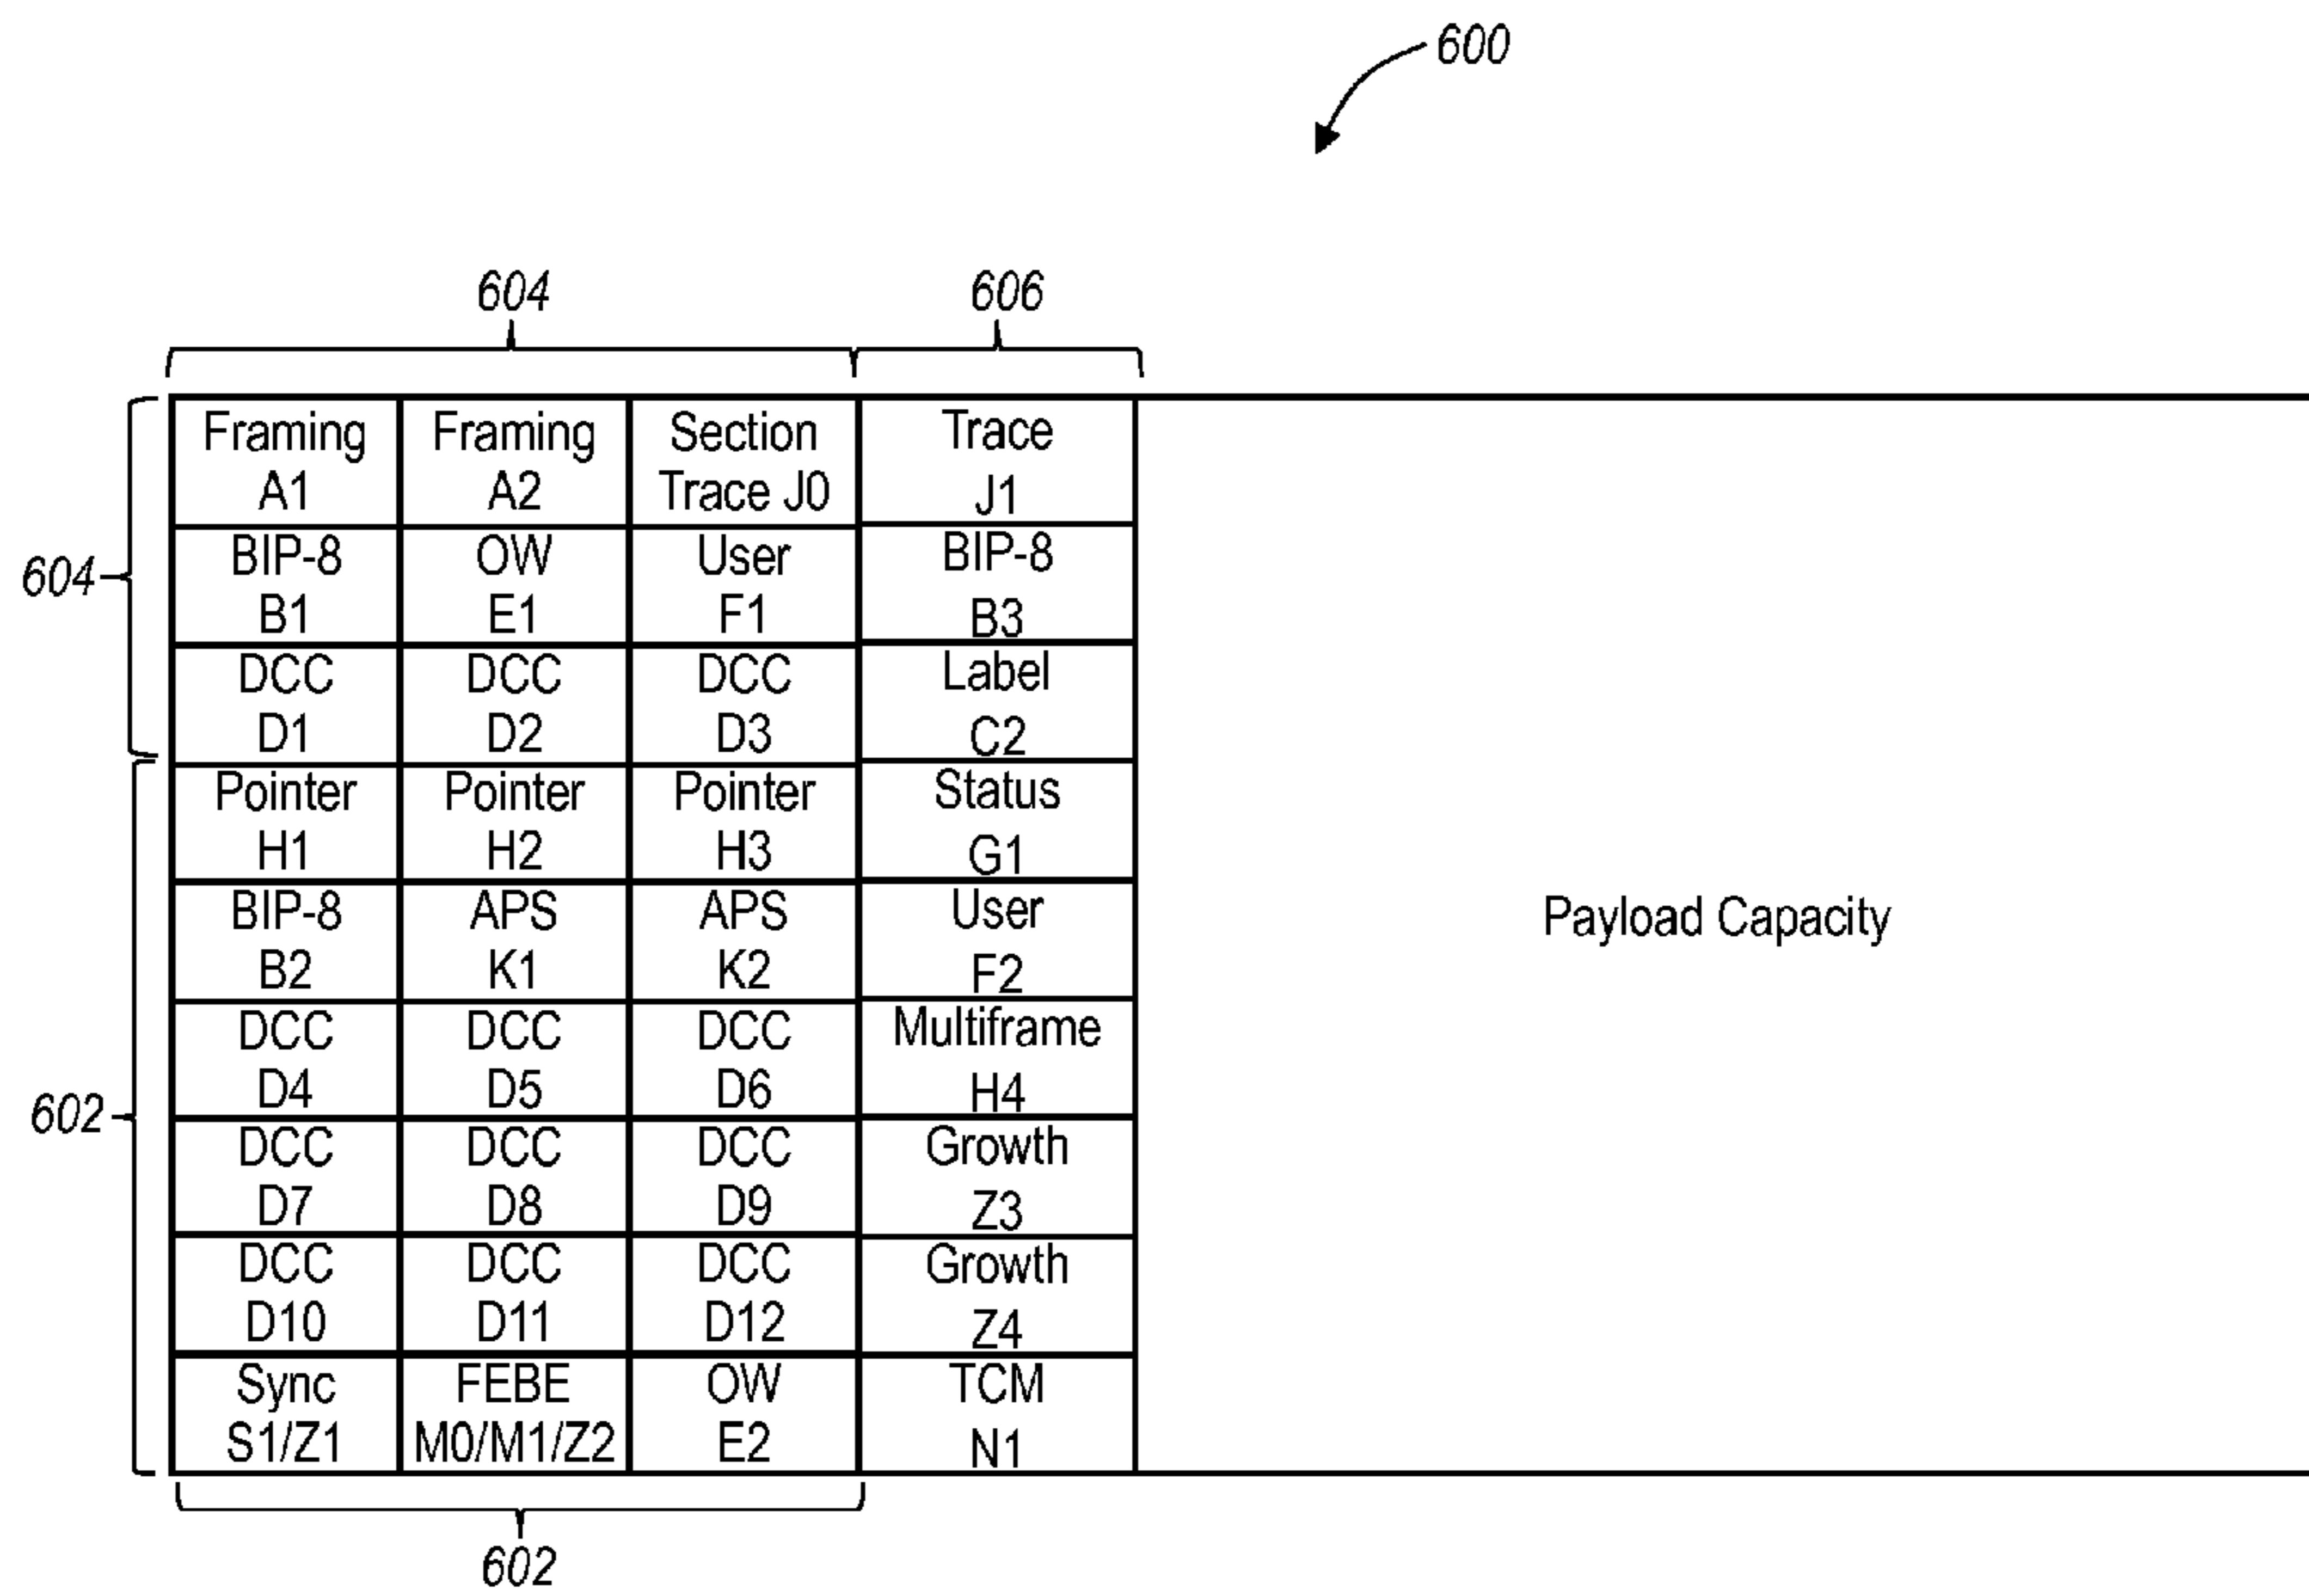 600
604 606
Framing Framing Section Trace
A1 A2 Trace J0 J1
604
BIP-8 OW User BIP-8
B1 E1 F1 B3
DCC DCC DCC Label
D1 D2 D3 C2
Pointer Pointer Pointer Status
H1 H2 H3 G1
BIP-8 APS APS User
B2 K1 K2 F2
Payload Capacity
DCC DCC DCC Multiframe
D4 D5 D6 H4
602
DCC DCC DCC Growth
D7 D8 D9 Z3
DCC DCC DCC Growth
D10 D11 D12 Z4
Sync FEBE OW TCM
S1/Z1 M0/M1/Z2 E2 N1
602